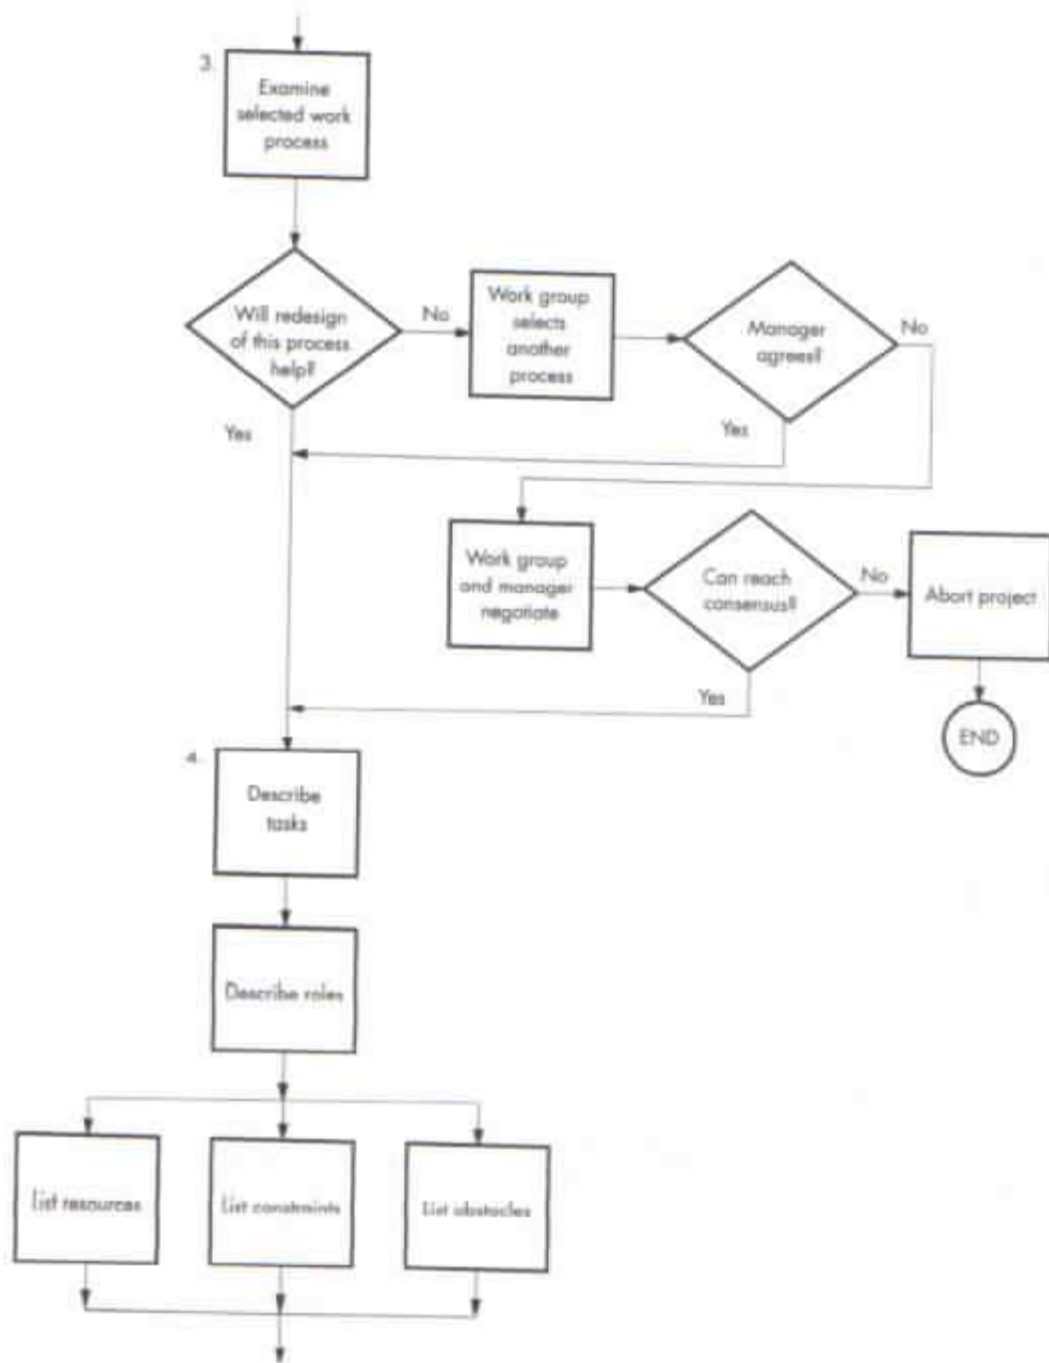 3.
Examine
selected work
process
Will redesign
of this process
help?
No
Work group
selects
another
process
Manager
agrees?
No
Yes
Yes
Work group
and manager
negotiate
Can reach
consensus?
No
Abort project
Yes
END
4.
Describe
tasks
Describe roles
List resources
List constraints
List obstacles